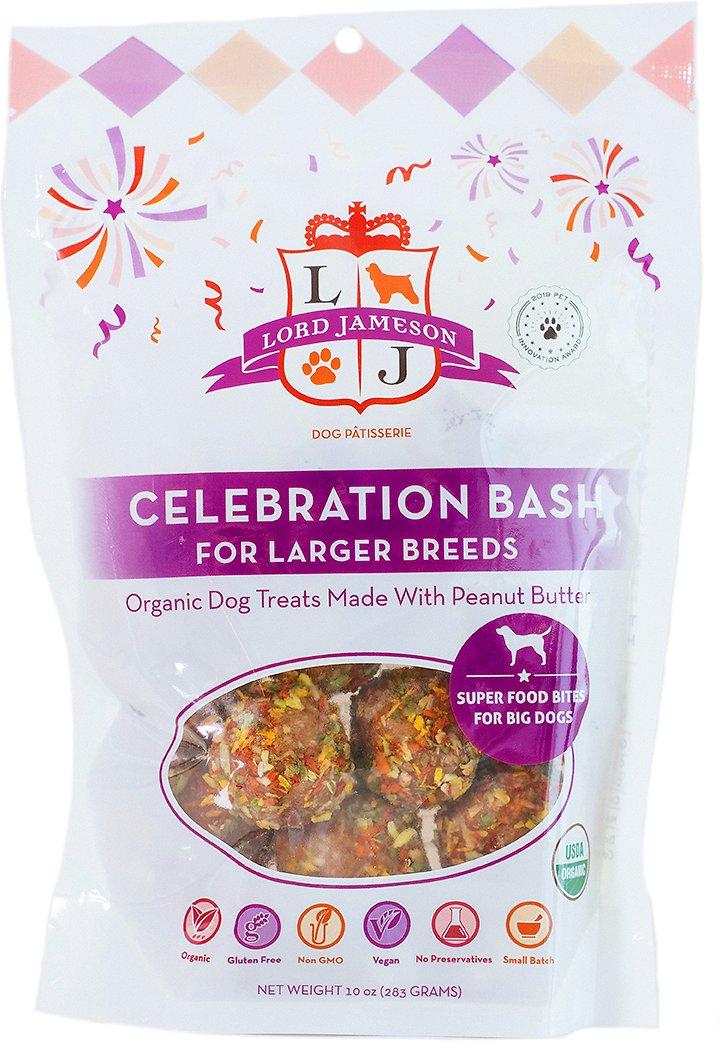 L
LORD JAMESON
J
2019 PET
INNOVATION AWARD
DOG PÂTISSERIE
CELEBRATION BASH
FOR LARGER BREEDS
Organic Dog Treats Made With Peanut Butter
SUPER FOOD BITES
FOR BIG DOGS
USDA
ORGANIC
Organic
g
Gluten Free
Non GMO
Vegan
No Preservatives
Small Batch
NET WEIGHT 10 oz (283 GRAMS)